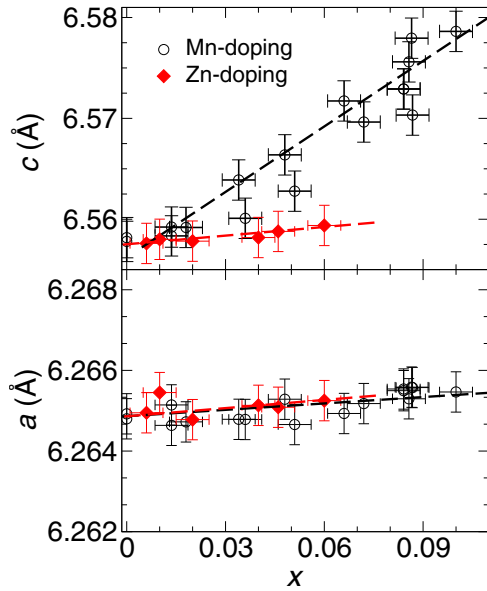 6.58
Mn-doping
Zn-doping
6.57
c (Å)
6.56
6.268
6.266
a (Å)
6.264
6.262
0
0.03
0.06
0.09
x